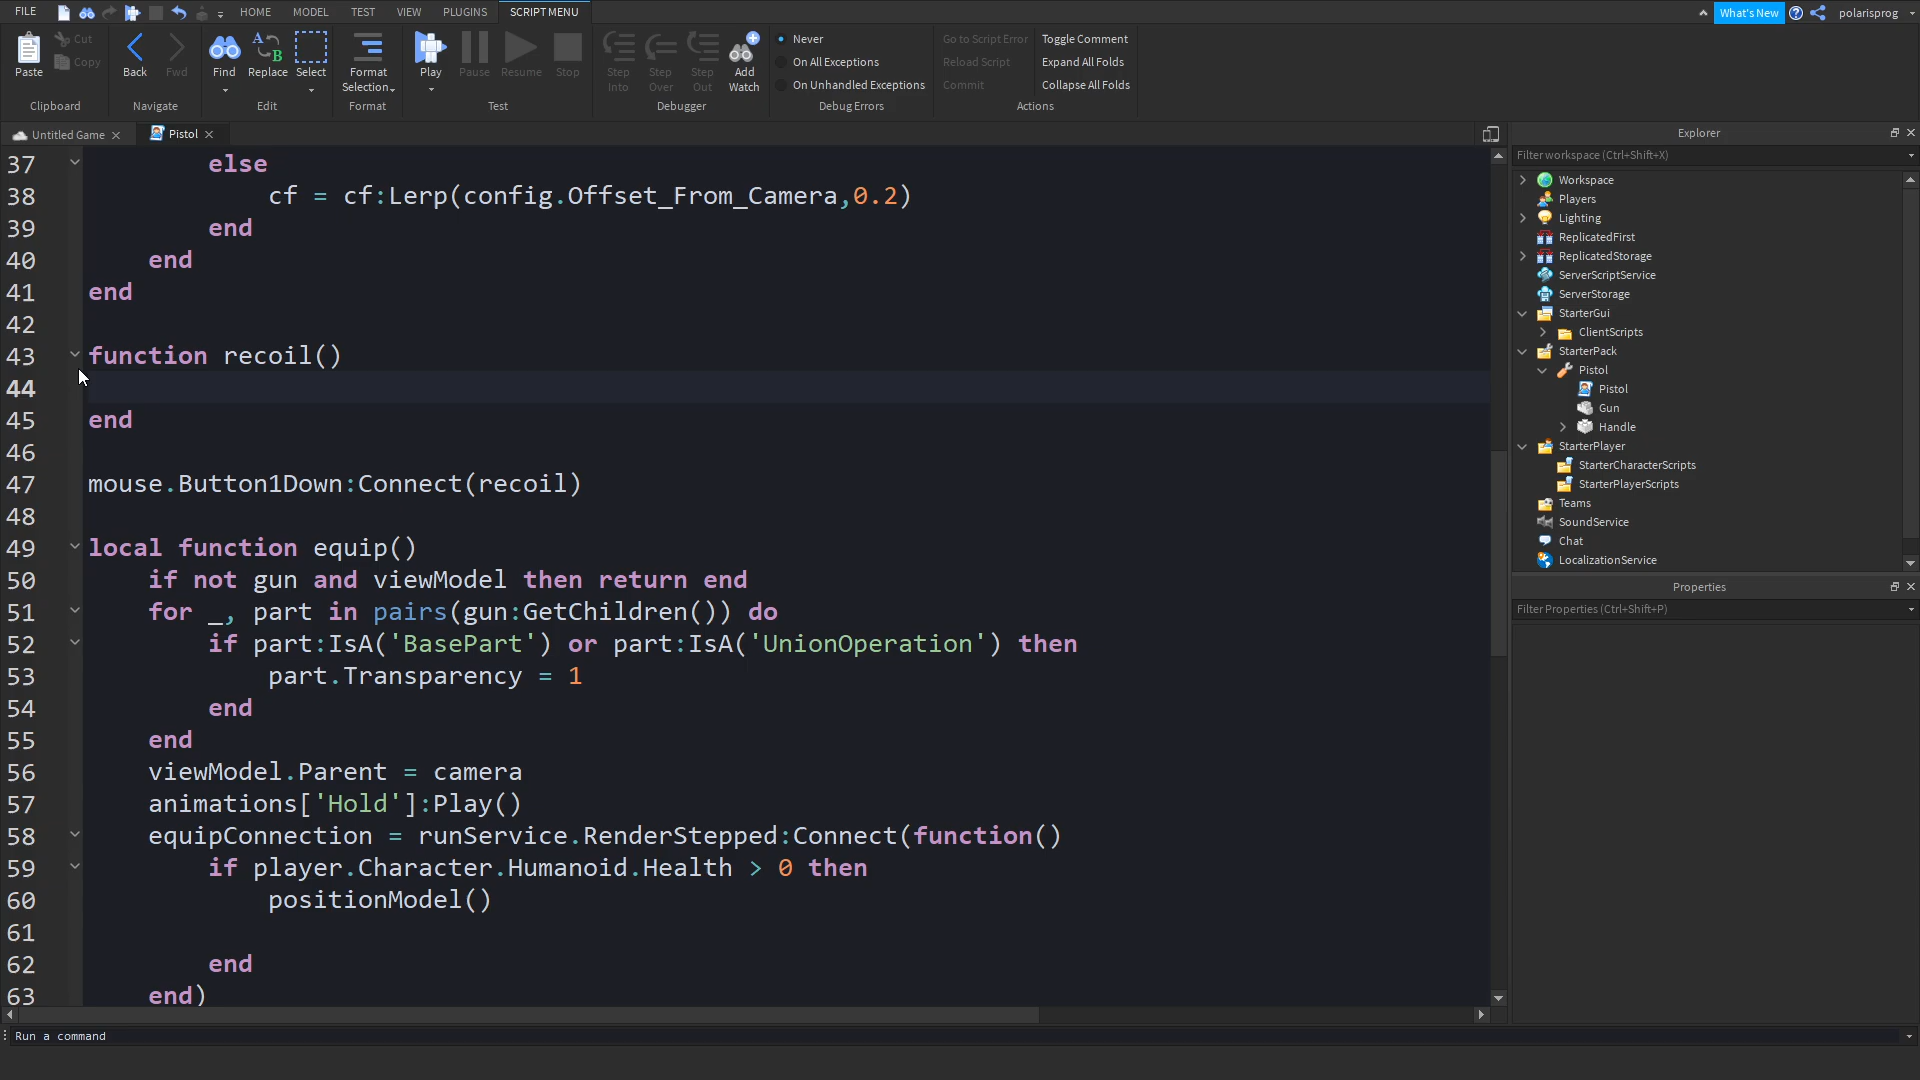 FILE
HOME
MODEL
TEST
VIEW
PLUGINS
SCRIPT MENU
What's New
polarisprog
Paste
Cut
Copy
Clipboard
Back
Fwd
Navigate
Find
Replace
Select
Edit
Format
Selection
Format
Play
Pause
Resume
Stop
Test
Step
Into
Step
Over
Step
Out
Add
Watch
Debugger
Never
On All Exceptions
On Unhandled Exceptions
Debug Errors
Go to Script Error
Reload Script
Commit
Toggle Comment
Expand All Folds
Collapse All Folds
Actions
Untitled Game
Pistol
37 else
38 cf = cf:Lerp(config.Offset_From_Camera,0.2)
39 end
40 end
41 end
42
43 function recoil()
44
45 end
46
47 mouse.Button1Down:Connect(recoil)
48
49 local function equip()
50 if not gun and viewModel then return end
51 for _, part in pairs(gun:GetChildren()) do
52 if part:IsA('BasePart') or part:IsA('UnionOperation') then
53 part.Transparency = 1
54 end
55 end
56 viewModel.Parent = camera
57 animations['Hold']:Play()
58 equipConnection = runService.RenderStepped:Connect(function()
59 if player.Character.Humanoid.Health > 0 then
60 positionModel()
61
62 end
63 end)
Run a command
Explorer
Filter workspace (Ctrl+Shift+X)
Workspace
Players
Lighting
ReplicatedFirst
ReplicatedStorage
ServerScriptService
ServerStorage
StarterGui
ClientScripts
StarterPack
Pistol
Pistol
Gun
Handle
StarterPlayer
StarterCharacterScripts
StarterPlayerScripts
Teams
SoundService
Chat
LocalizationService
Properties
Filter Properties (Ctrl+Shift+P)